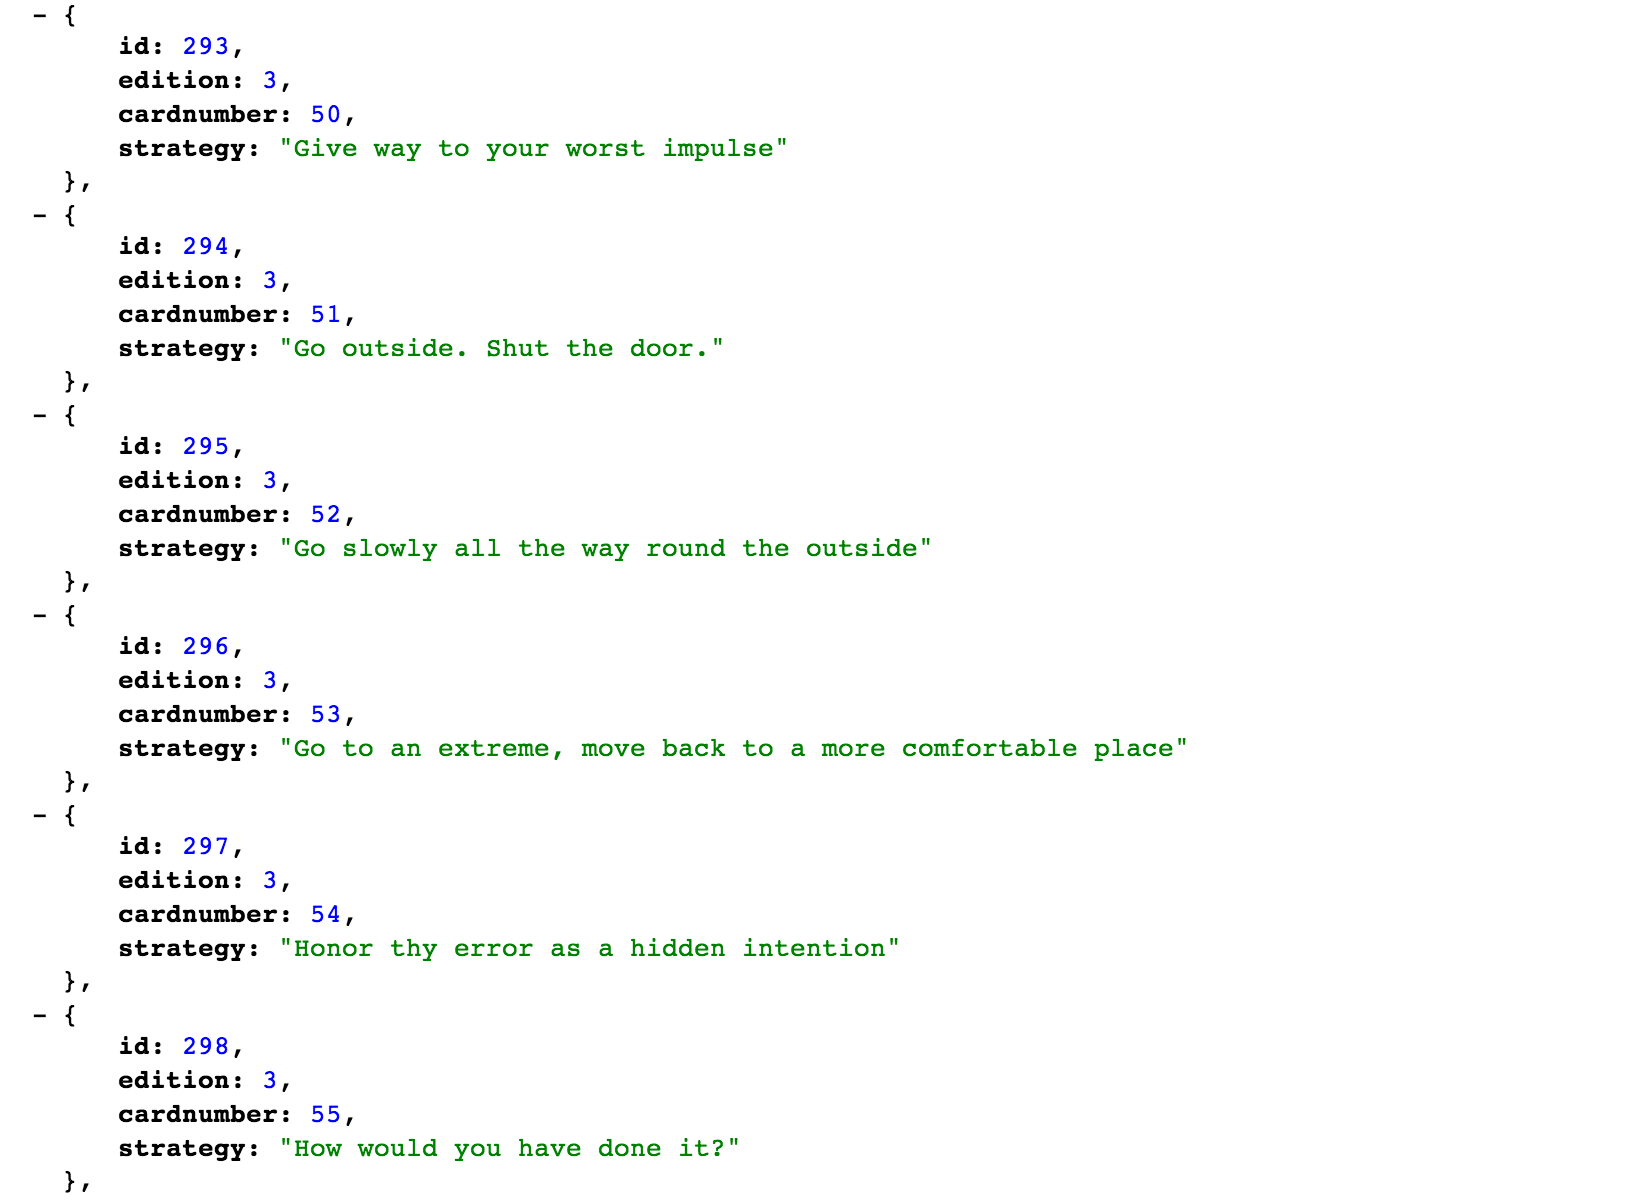 - {
id: 293,
edition: 3,
cardnumber: 50,
strategy: "Give way to your worst impulse"
},
- {
id: 294,
edition: 3,
cardnumber: 51,
strategy: "Go outside. Shut the door."
},
- {
id: 295,
edition: 3,
cardnumber: 52,
strategy: "Go slowly all the way round the outside"
},
- {
id: 296,
edition: 3,
cardnumber: 53,
strategy: "Go to an extreme, move back to a more comfortable place"
},
- {
id: 297,
edition: 3,
cardnumber: 54,
strategy: "Honor thy error as a hidden intention"
},
- {
id: 298,
edition: 3,
cardnumber: 55,
strategy: "How would you have done it?"
},